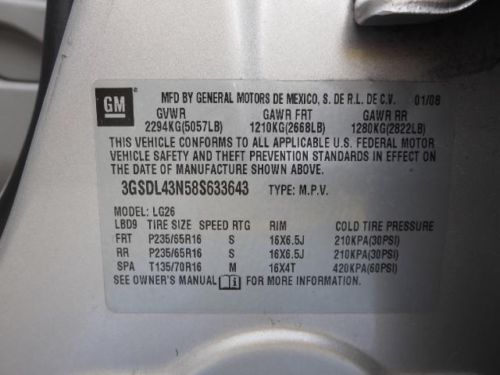 GM
MFD BY GENERAL MOTORS DE MEXICO, S. DE R.L. DE C.V. 01/08
GVWR GAWR FRT GAWR RR
2294KG(5057LB) 1210KG(2668LB) 1280KG(2822LB)
THIS VEHICLE CONFORMS TO ALL APPLICABLE U.S. FEDERAL MOTOR
VEHICLE SAFETY AND THEFT PREVENTION STANDARDS IN EFFECT ON
THE DATE OF MANUFACTURE SHOWN ABOVE.
3GSDL43N58S633643 TYPE: M.P.V.
MODEL: LG26
LBD9 TIRE SIZE SPEED RTG RIM COLD TIRE PRESSURE
FRT P235/65R16 S 16X6.5J 210KPA(30PSI)
RR P235/65R16 S 16X6.5J 210KPA(30PSI)
SPA T135/70R16 M 16X4T 420KPA(60PSI)
SEE OWNER'S MANUAL FOR MORE INFORMATION.